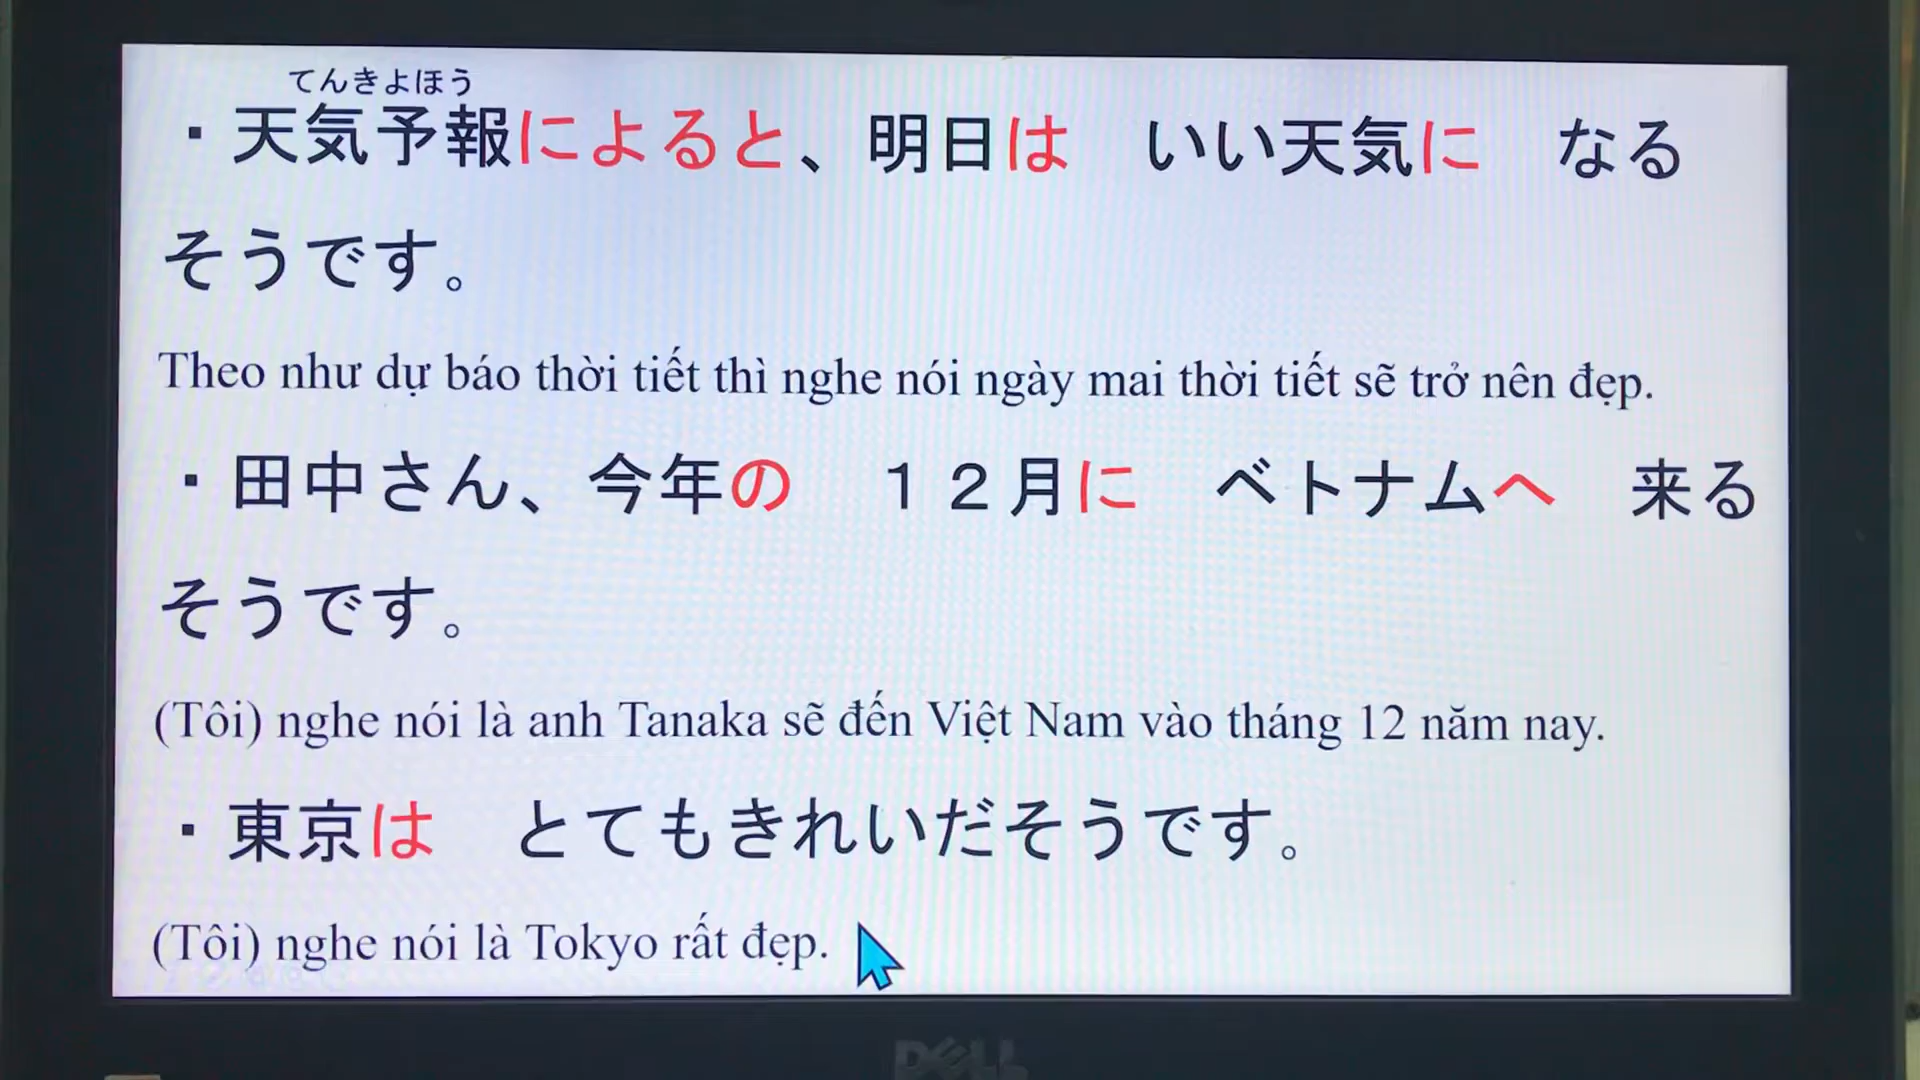 てんきよほう
・天気予報によると、明日は　いい天気に　なる
そうです。
Theo như dự báo thời tiết thì nghe nói ngày mai thời tiết sẽ trở nên đẹp.
・田中さん、今年の　１２月に　ベトナムへ　来る
そうです。
(Tôi) nghe nói là anh Tanaka sẽ đến Việt Nam vào tháng 12 năm nay.
・東京は　とてもきれいだそうです。
(Tôi) nghe nói là Tokyo rất đẹp.
DELL